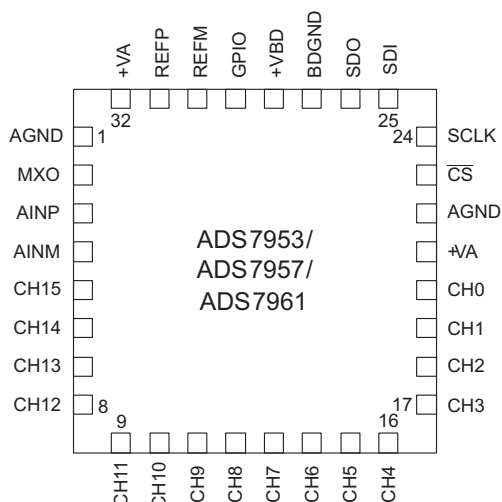 +VA
REFP
REFM
GPIO
+VBD
BDGND
SDO
SDI
32
25
AGND
1
24
SCLK
MXO
CS
AINP
AGND
AINM
+VA
ADS7953/
ADS7957/
ADS7961
CH15
CH0
CH14
CH1
CH13
CH2
CH12
8
17
CH3
9
16
CH11
CH10
CH9
CH8
CH7
CH6
CH5
CH4